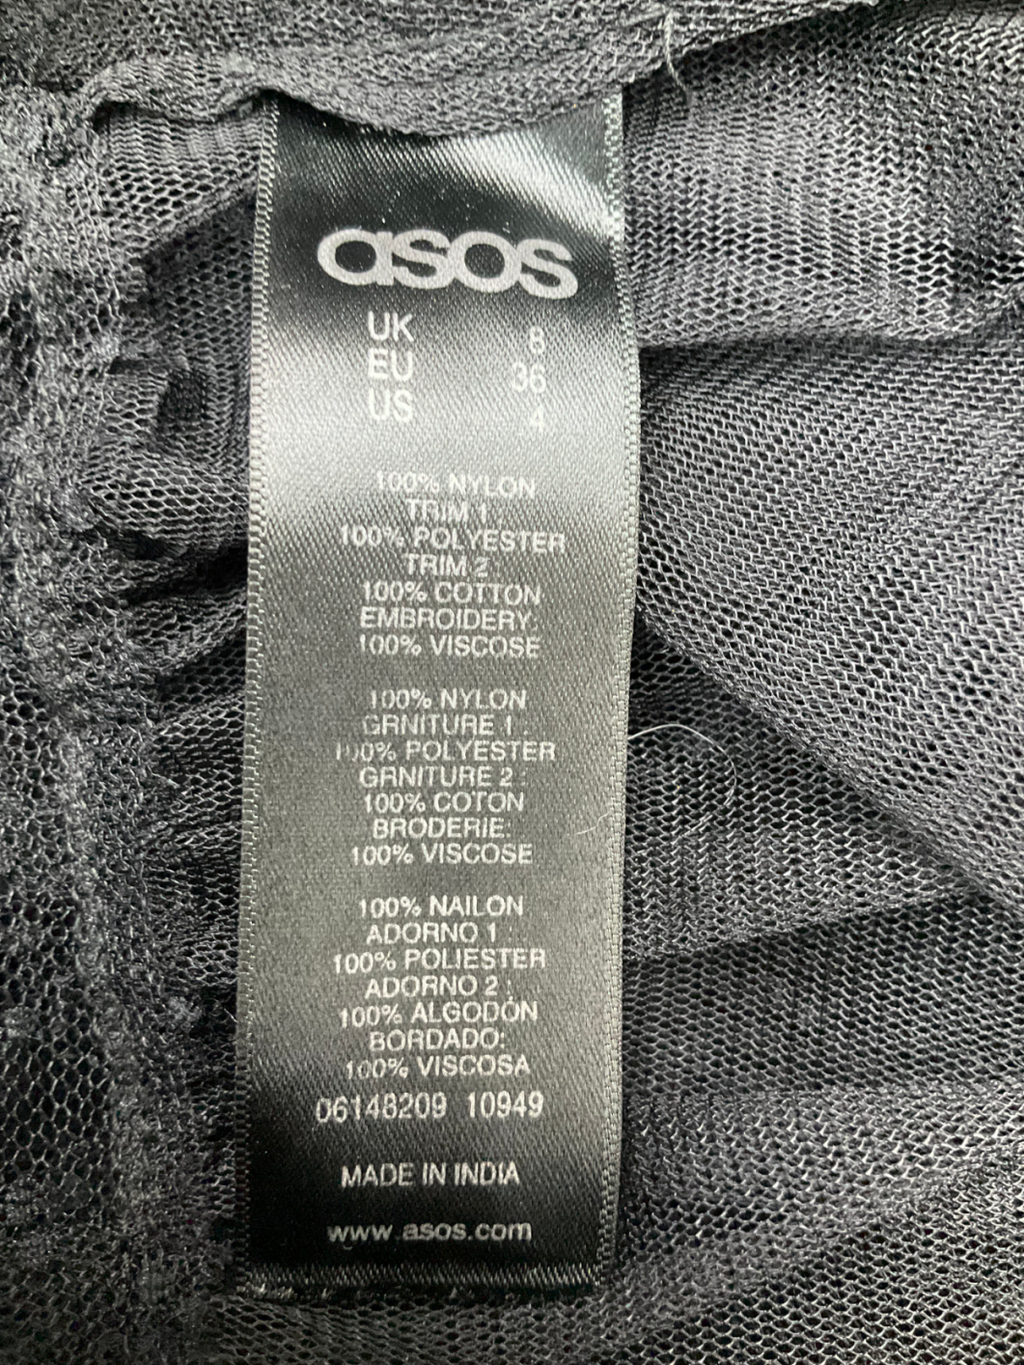 asos
UK 8
EU 36
US 4
100% NYLON
TRIM 1
100% POLYESTER
TRIM 2 :
100% COTTON
EMBROIDERY:
100% VISCOSE
100% NYLON
GRNITURE 1 :
100% POLYESTER
GRNITURE 2 :
100% COTON
BRODERIE:
100% VISCOSE
100% NAILON
ADORNO 1 :
100% POLIESTER
ADORNO 2 :
100% ALGODÓN
BORDADO:
100% VISCOSA
06148209 10949
MADE IN INDIA
www.asos.com